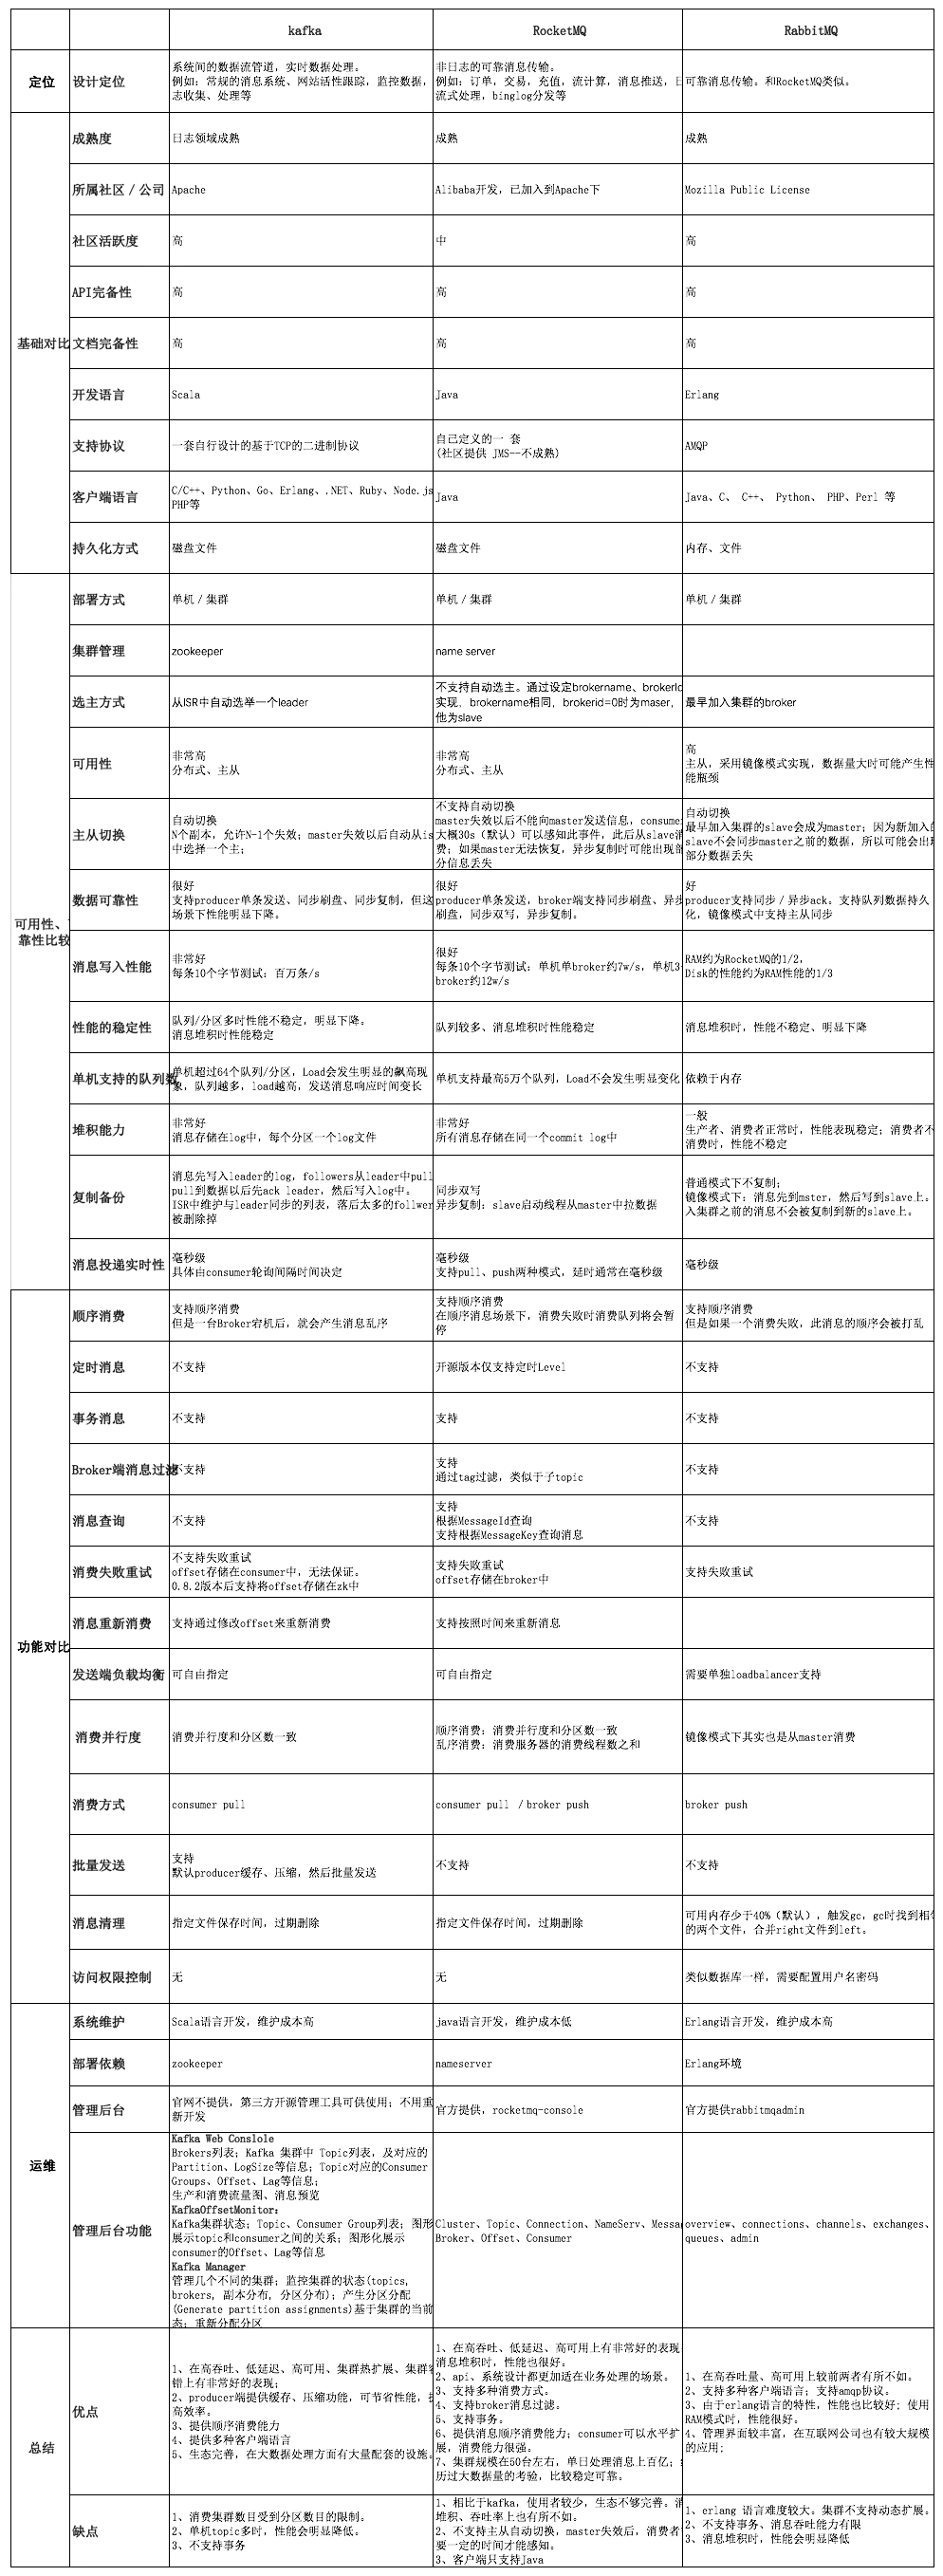 kafka RocketMQ RabbitMQ
定位 设计定位
系统间的数据流管道，实时数据处理。
例如：常规的消息系统、网站活性跟踪，监控数据，
志收集、处理等
非日志的可靠消息传输。
例如：订单，交易，充值，流计算，消息推送，日
流式处理，binglog分发等
可靠消息传输。和RocketMQ类似。
基础对比
成熟度 日志领域成熟 成熟 成熟
所属社区／公司 Apache Alibaba开发，已加入到Apache下 Mozilla Public License
社区活跃度 高 中 高
API完备性 高 高 高
文档完备性 高 高 高
开发语言 Scala Java Erlang
支持协议 一套自行设计的基于TCP的二进制协议
自己定义的一 套
(社区提供 JMS--不成熟)
AMQP
客户端语言
C/C++、Python、Go、Erlang、.NET、Ruby、Node.js
PHP等
Java
Java、C、 C++、 Python、 PHP、Perl 等
持久化方式 磁盘文件 磁盘文件 内存、文件
可用性、
靠性比较
部署方式 单机／集群 单机／集群 单机／集群
集群管理 zookeeper name server
选主方式 从ISR中自动选举一个leader
不支持自动选主。通过设定brokername、brokerId
实现，brokername相同，brokerid=0时为maser，
他为slave
最早加入集群的broker
可用性
非常高
分布式、主从
非常高
分布式、主从
高
主从，采用镜像模式实现，数据量大时可能产生性
能瓶颈
主从切换
自动切换
N个副本，允许N-1个失效；master失效以后自动从is
中选择一个主；
不支持自动切换
master失效以后不能向master发送信息，consumer
大概30s（默认）可以感知此事件，此后从slave消
费；如果master无法恢复，异步复制时可能出现部
分信息丢失
自动切换
最早加入集群的slave会成为master；因为新加入的
slave不会同步master之前的数据，所以可能会出现
部分数据丢失
数据可靠性
很好
支持producer单条发送、同步刷盘、同步复制，但这
场景下性能明显下降。
很好
producer单条发送，broker端支持同步刷盘、异步
刷盘，同步双写，异步复制。
好
producer支持同步／异步ack。支持队列数据持久
化，镜像模式中支持主从同步
消息写入性能
非常好
每条10个字节测试：百万条/s
很好
每条10个字节测试：单机单broker约7w/s，单机3
broker约12w/s
RAM约为RocketMQ的1/2，
Disk的性能约为RAM性能的1/3
性能的稳定性
队列/分区多时性能不稳定，明显下降。
消息堆积时性能稳定
队列较多、消息堆积时性能稳定
消息堆积时，性能不稳定、明显下降
单机支持的队列数
单机超过64个队列/分区，Load会发生明显的飙高现
象，队列越多，load越高，发送消息响应时间变长
单机支持最高5万个队列，Load不会发生明显变化
依赖于内存
堆积能力
非常好
消息存储在log中，每个分区一个log文件
非常好
所有消息存储在同一个commit log中
一般
生产者、消费者正常时，性能表现稳定；消费者不
消费时，性能不稳定
复制备份
消息先写入leader的log，followers从leader中pull
pull到数据以后先ack leader，然后写入log中。
ISR中维护与leader同步的列表，落后太多的follwer
被删除掉
同步双写
异步复制：slave启动线程从master中拉数据
普通模式下不复制；
镜像模式下：消息先到mster，然后写到slave上。
入集群之前的消息不会被复制到新的slave上。
消息投递实时性
毫秒级
具体由consumer轮询间隔时间决定
毫秒级
支持pull、push两种模式，延时通常在毫秒级
毫秒级
功能对比
顺序消费
支持顺序消费
但是一台Broker宕机后，就会产生消息乱序
支持顺序消费
在顺序消息场景下，消费失败时消费队列将会暂
停
支持顺序消费
但是如果一个消费失败，此消息的顺序会被打乱
定时消息 不支持 开源版本仅支持定时Level 不支持
事务消息 不支持 支持 不支持
Broker端消息过滤 不支持
支持
通过tag过滤，类似于子topic
不支持
消息查询 不支持
支持
根据MessageId查询
支持根据MessageKey查询消息
不支持
消费失败重试
不支持失败重试
offset存储在consumer中，无法保证。
0.8.2版本后支持将offset存储在zk中
支持失败重试
offset存储在broker中
支持失败重试
消息重新消费 支持通过修改offset来重新消费 支持按照时间来重新消息
发送端负载均衡 可自由指定 可自由指定 需要单独loadbalancer支持
消费并行度 消费并行度和分区数一致
顺序消费：消费并行度和分区数一致
乱序消费：消费服务器的消费线程数之和
镜像模式下其实也是从master消费
消费方式 consumer pull consumer pull ／broker push broker push
批量发送
支持
默认producer缓存、压缩，然后批量发送
不支持 不支持
消息清理 指定文件保存时间，过期删除 指定文件保存时间，过期删除
可用内存少于40%（默认），触发gc，gc时找到相邻
的两个文件，合并right文件到left。
访问权限控制 无 无 类似数据库一样，需要配置用户名密码
运维
系统维护 Scala语言开发，维护成本高 java语言开发，维护成本低 Erlang语言开发，维护成本高
部署依赖 zookeeper nameserver Erlang环境
管理后台
官网不提供，第三方开源管理工具可供使用；不用重
新开发
官方提供，rocketmq-console
官方提供rabbitmqadmin
管理后台功能
Kafka Web Conslole
Brokers列表；Kafka 集群中 Topic列表，及对应的
Partition、LogSize等信息；Topic对应的Consumer
Groups、Offset、Lag等信息；
生产和消费流量图、消息预览
KafkaOffsetMonitor：
Kafka集群状态；Topic、Consumer Group列表；图形
展示topic和consumer之间的关系；图形化展示
consumer的Offset、Lag等信息
Kafka Manager
管理几个不同的集群；监控集群的状态(topics,
brokers, 副本分布, 分区分布)；产生分区分配
(Generate partition assignments)基于集群的当前
态；重新分配分区
Cluster、Topic、Connection、NameServ、Messa
Broker、Offset、Consumer
overview、connections、channels、exchanges、
queues、admin
总结
优点
1、在高吞吐、低延迟、高可用、集群热扩展、集群容
错上有非常好的表现；
2、producer端提供缓存、压缩功能，可节省性能，提
高效率。
3、提供顺序消费能力
4、提供多种客户端语言
5、生态完善，在大数据处理方面有大量配套的设施。
1、在高吞吐、低延迟、高可用上有非常好的表现
消息堆积时，性能也很好。
2、api、系统设计都更加适在业务处理的场景。
3、支持多种消费方式。
4、支持broker消息过滤。
5、支持事务。
6、提供消息顺序消费能力；consumer可以水平扩
展，消费能力很强。
7、集群规模在50台左右，单日处理消息上百亿；经
历过大数据量的考验，比较稳定可靠。
1、在高吞吐量、高可用上较前两者有所不如。
2、支持多种客户端语言；支持amqp协议。
3、由于erlang语言的特性，性能也比较好；使用
RAM模式时，性能很好。
4、管理界面较丰富，在互联网公司也有较大规模
的应用；
缺点
1、消费集群数目受到分区数目的限制。
2、单机topic多时，性能会明显降低。
3、不支持事务
1、相比于kafka，使用者较少，生态不够完善。消
堆积、吞吐率上也有所不如。
2、不支持主从自动切换，master失效后，消费者
要一定的时间才能感知。
3、客户端只支持Java
1、erlang 语言难度较大。集群不支持动态扩展。
2、不支持事务、消息吞吐能力有限
3、消息堆积时，性能会明显降低